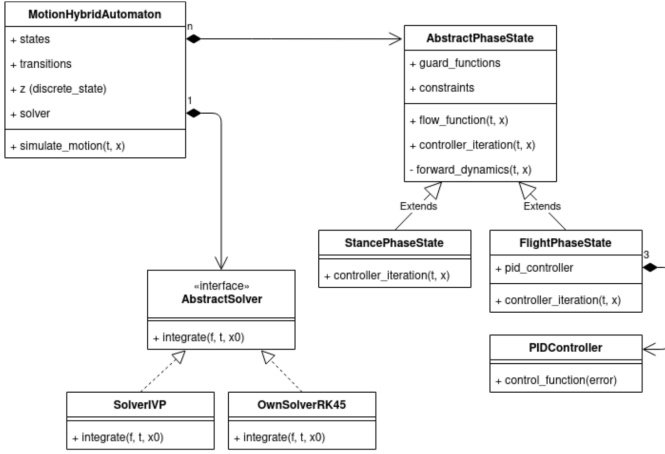 MotionHybridAutomaton
+ states
+ transitions
+ z (discrete_state)
+ solver
+ simulate_motion(t, x)
n
1
AbstractPhaseState
+ guard_functions
+ constraints
+ flow_function(t, x)
+ controller_iteration(t, x)
- forward_dynamics(t, x)
Extends
Extends
StancePhaseState
+ controller_iteration(t, x)
FlightPhaseState
+ pid_controller
+ controller_iteration(t, x)
3
«interface»
AbstractSolver
+ integrate(f, t, x0)
PIDController
+ control_function(error)
SolverIVP
+ integrate(f, t, x0)
OwnSolverRK45
+ integrate(f, t, x0)